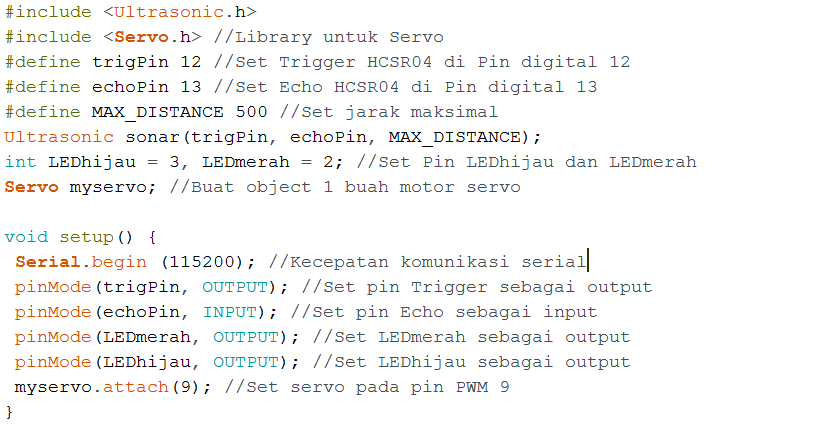 #include <Ultrasonic.h>
#include <Servo.h> //Library untuk Servo
#define trigPin 12 //Set Trigger HCSR04 di Pin digital 12
#define echoPin 13 //Set Echo HCSR04 di Pin digital 13
#define MAX_DISTANCE 500 //Set jarak maksimal
Ultrasonic sonar(trigPin, echoPin, MAX_DISTANCE);
int LEDhijau = 3, LEDmerah = 2; //Set Pin LEDhijau dan LEDmerah
Servo myservo; //Buat object 1 buah motor servo

void setup() {
 Serial.begin (115200); //Kecepatan komunikasi serial
 pinMode(trigPin, OUTPUT); //Set pin Trigger sebagai output
 pinMode(echoPin, INPUT); //Set pin Echo sebagai input
 pinMode(LEDmerah, OUTPUT); //Set LEDmerah sebagai output
 pinMode(LEDhijau, OUTPUT); //Set LEDhijau sebagai output
 myservo.attach(9); //Set servo pada pin PWM 9
}